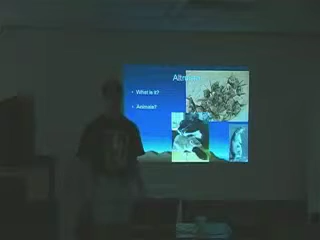 • What is it?
• Animals?